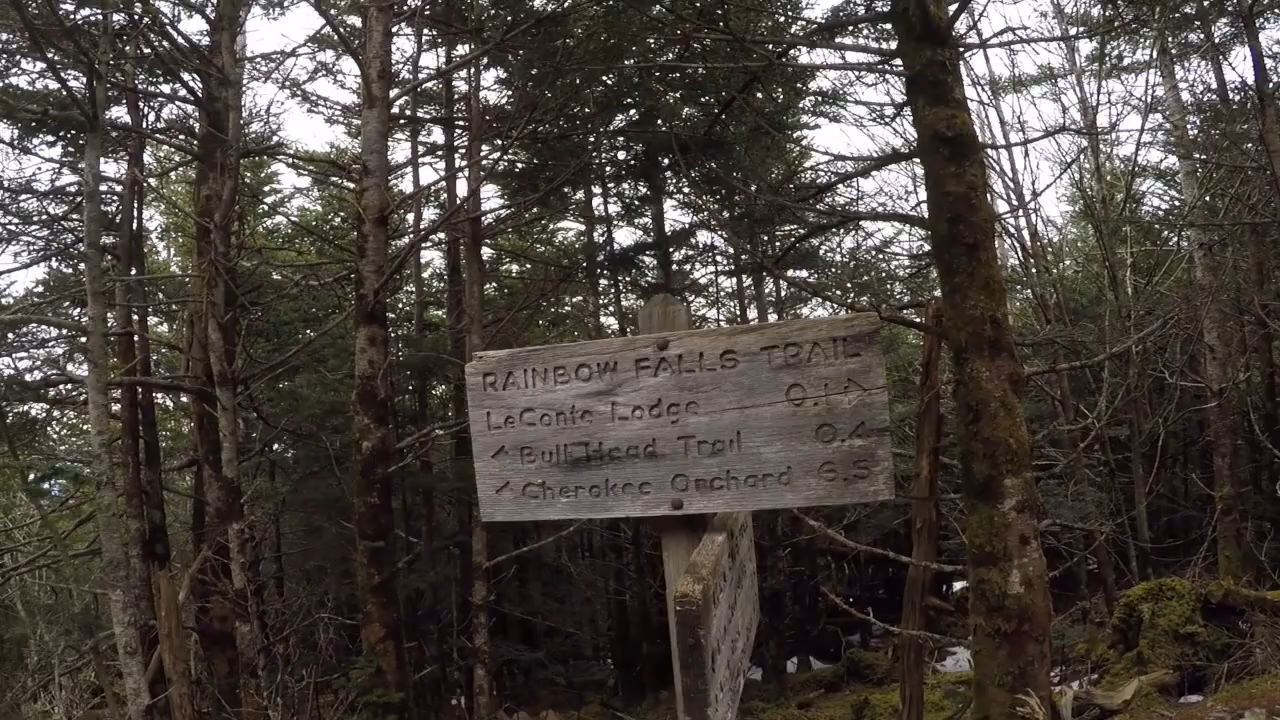 RAINBOW FALLS TRAIL
LeConte Lodge 0.1
Bull Head Trail 0.4
Cherokee Orchard 6.5